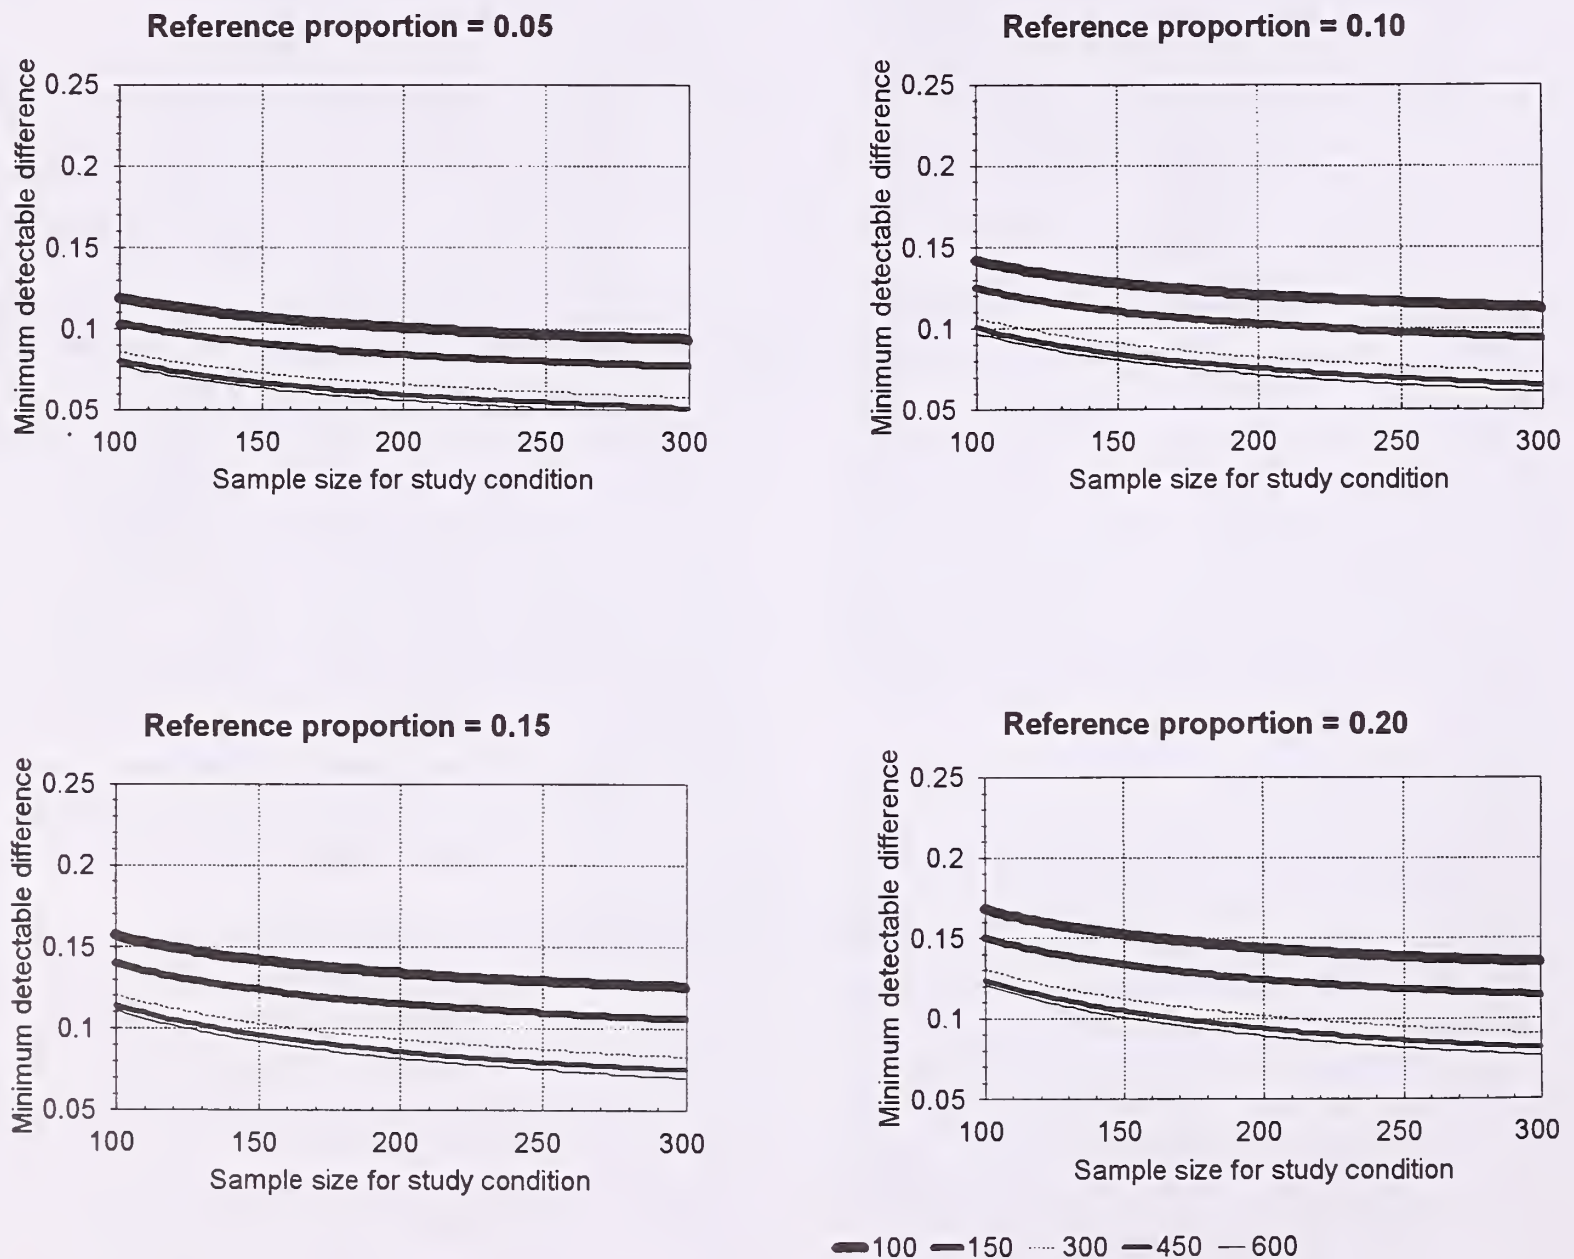 Reference proportion = 0.05
Minimum detectable difference
0.25
0.2
0.15
0.1
0.05
100 150 200 250 300
Sample size for study condition
Reference proportion = 0.10
Minimum detectable difference
0.25
0.2
0.15
0.1
0.05
100 150 200 250 300
Sample size for study condition
Reference proportion = 0.15
Minimum detectable difference
0.25
0.2
0.15
0.1
0.05
100 150 200 250 300
Sample size for study condition
Reference proportion = 0.20
Minimum detectable difference
0.25
0.2
0.15
0.1
0.05
100 150 200 250 300
Sample size for study condition
100 150 300 450 600